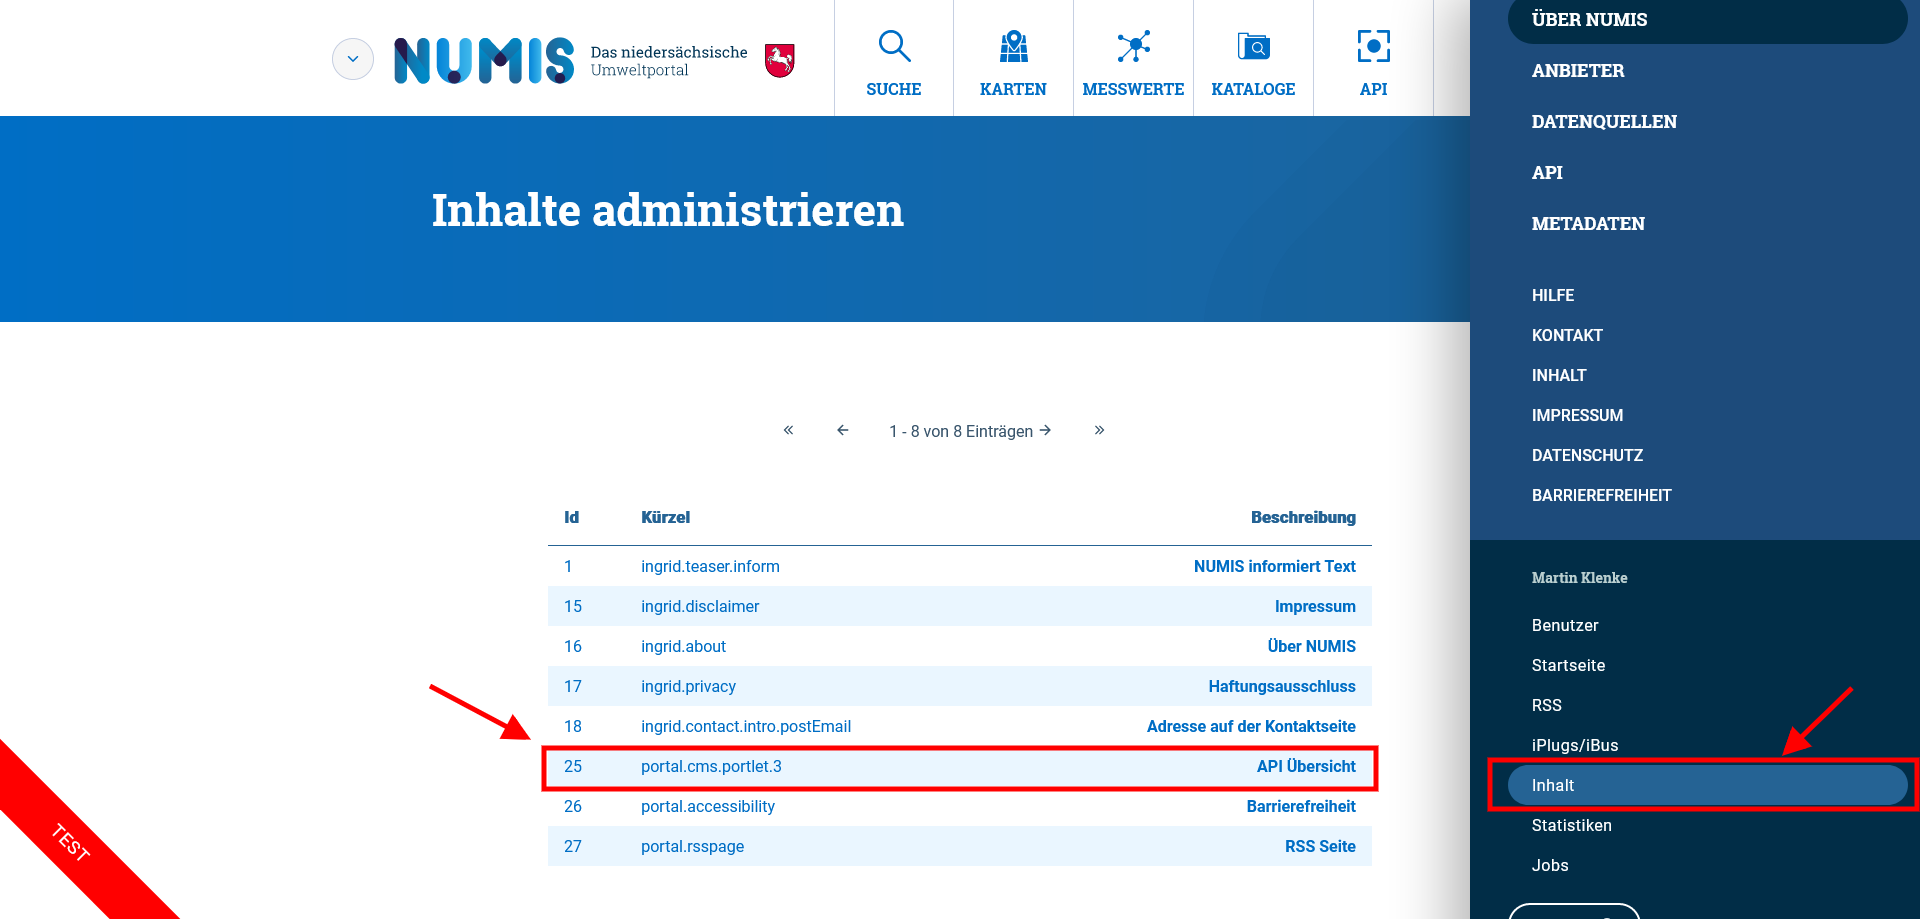 NUMIS
Das niedersächsische
Umweltportal
SUCHE
KARTEN
MESSWERTE
KATALOGE
API
Inhalte administrieren
1 - 8 von 8 Einträgen
Id Kürzel Beschreibung
1 ingrid.teaser.inform NUMIS informiert Text
15 ingrid.disclaimer Impressum
16 ingrid.about Über NUMIS
17 ingrid.privacy Haftungsausschluss
18 ingrid.contact.intro.postEmail Adresse auf der Kontaktseite
25 portal.cms.portlet.3 API Übersicht
26 portal.accessibility Barrierefreiheit
27 portal.rsspage RSS Seite
TEST
ÜBER NUMIS
ANBIETER
DATENQUELLEN
API
METADATEN
HILFE
KONTAKT
INHALT
IMPRESSUM
DATENSCHUTZ
BARRIEREFREIHEIT
Martin Klenke
Benutzer
Startseite
RSS
iPlugs/iBus
Inhalt
Statistiken
Jobs